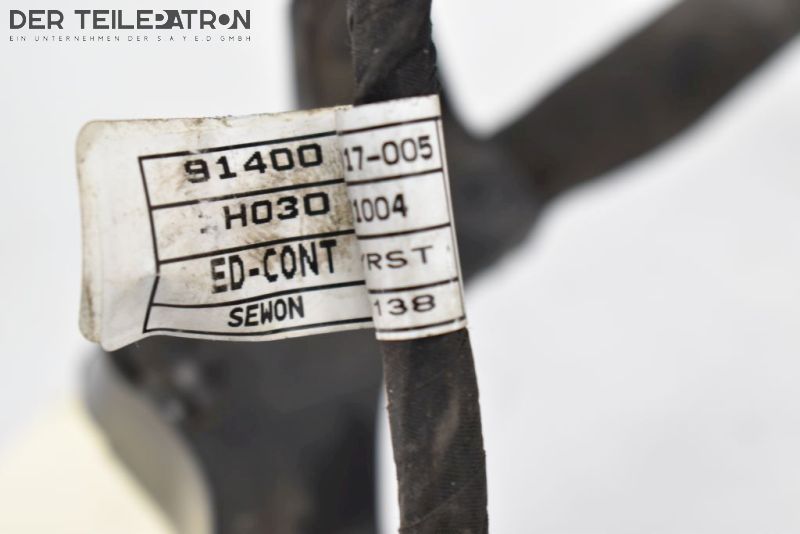 DER TEILEPATRON
EIN UNTERNEHMEN DER S A Y E.D GMBH
91400 17-005
H030 1004
ED-CONT /RST
SEWON 138